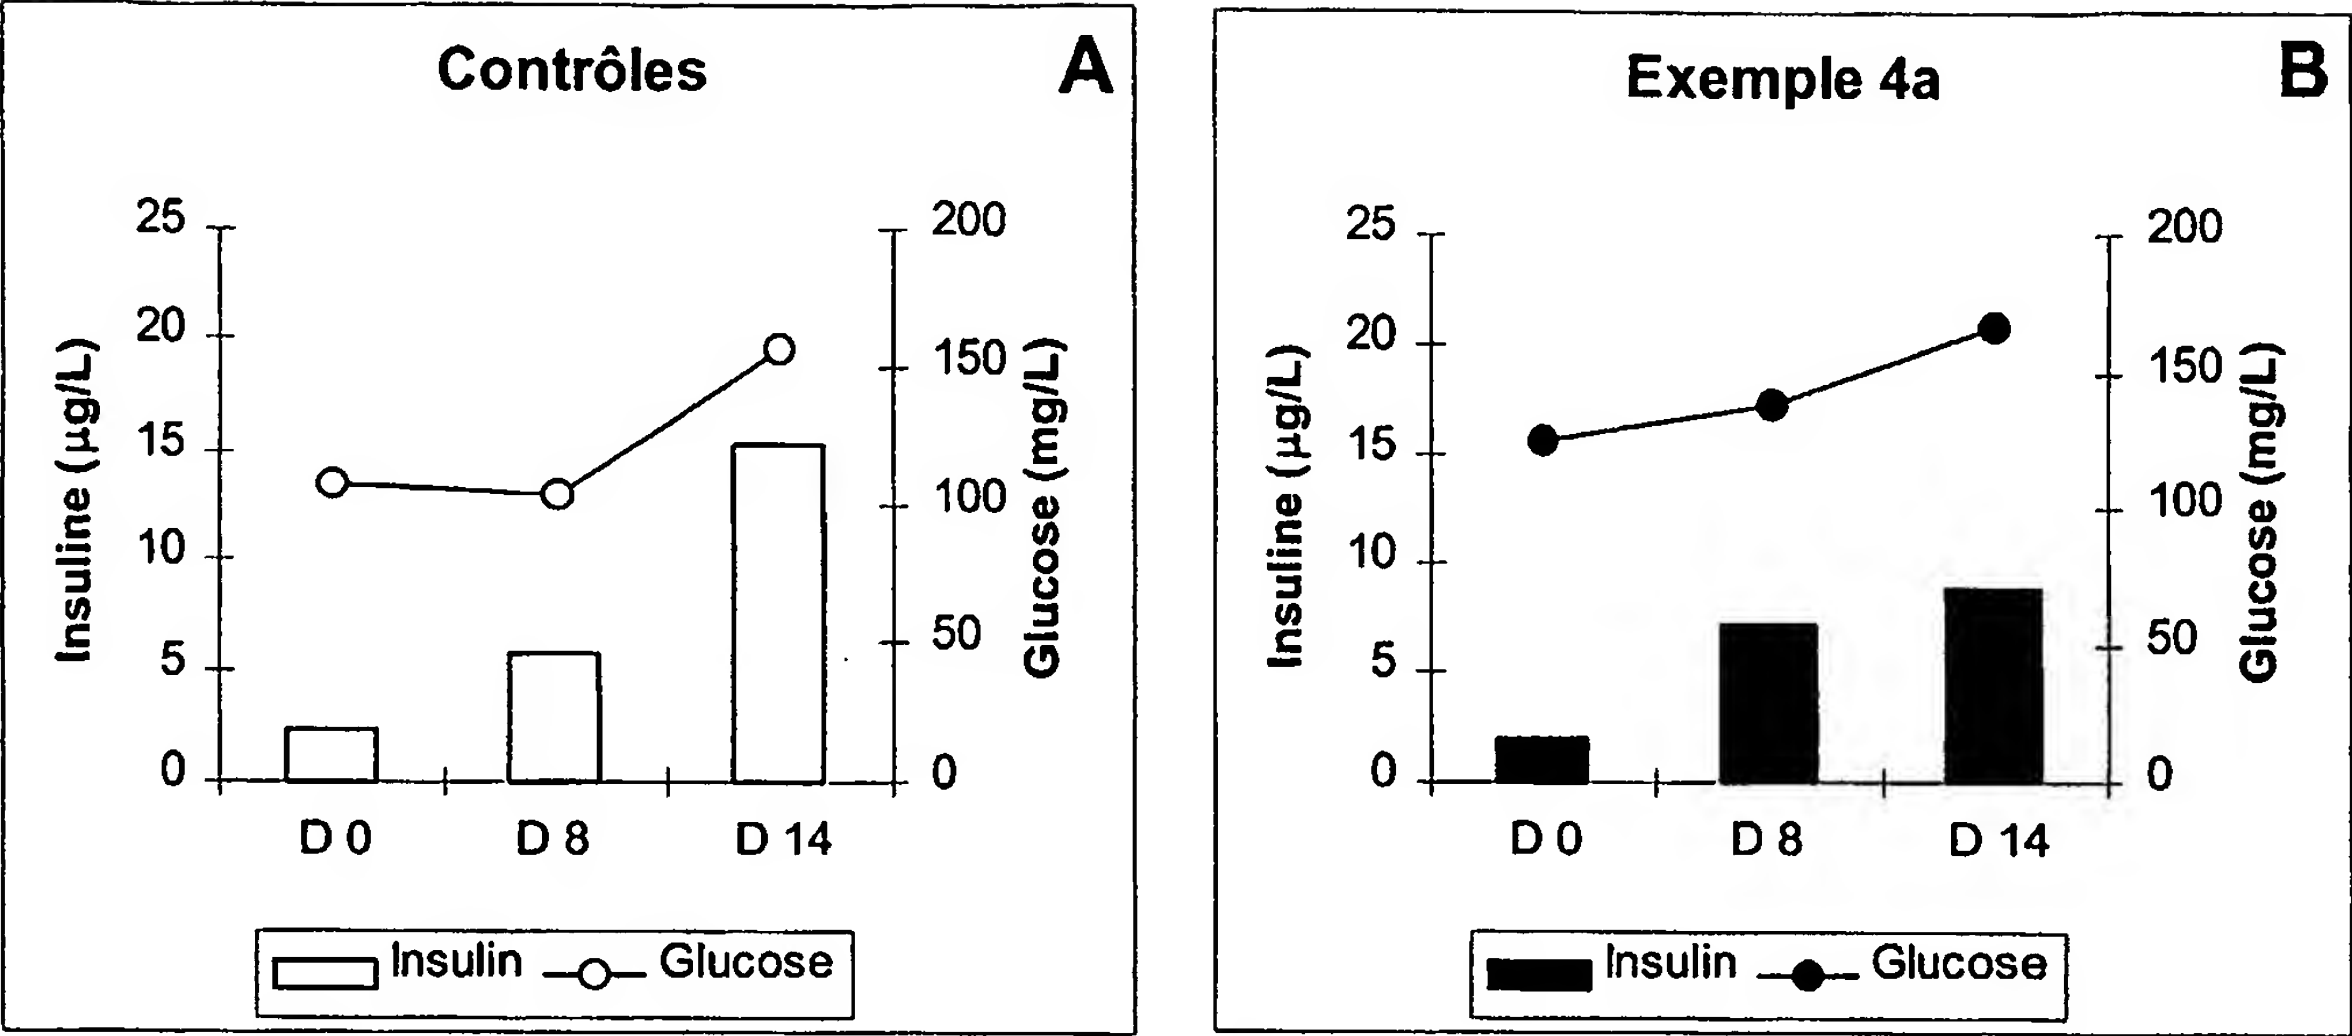 Contrôles
A
25
20
15
10
5
0
Insuline (µg/L)
200
150
100
50
0
Glucose (mg/L)
D 0
D 8
D 14
Insulin
Glucose
Exemple 4a
B
25
20
15
10
5
0
Insuline (µg/L)
200
150
100
50
0
Glucose (mg/L)
D 0
D 8
D 14
Insulin
Glucose